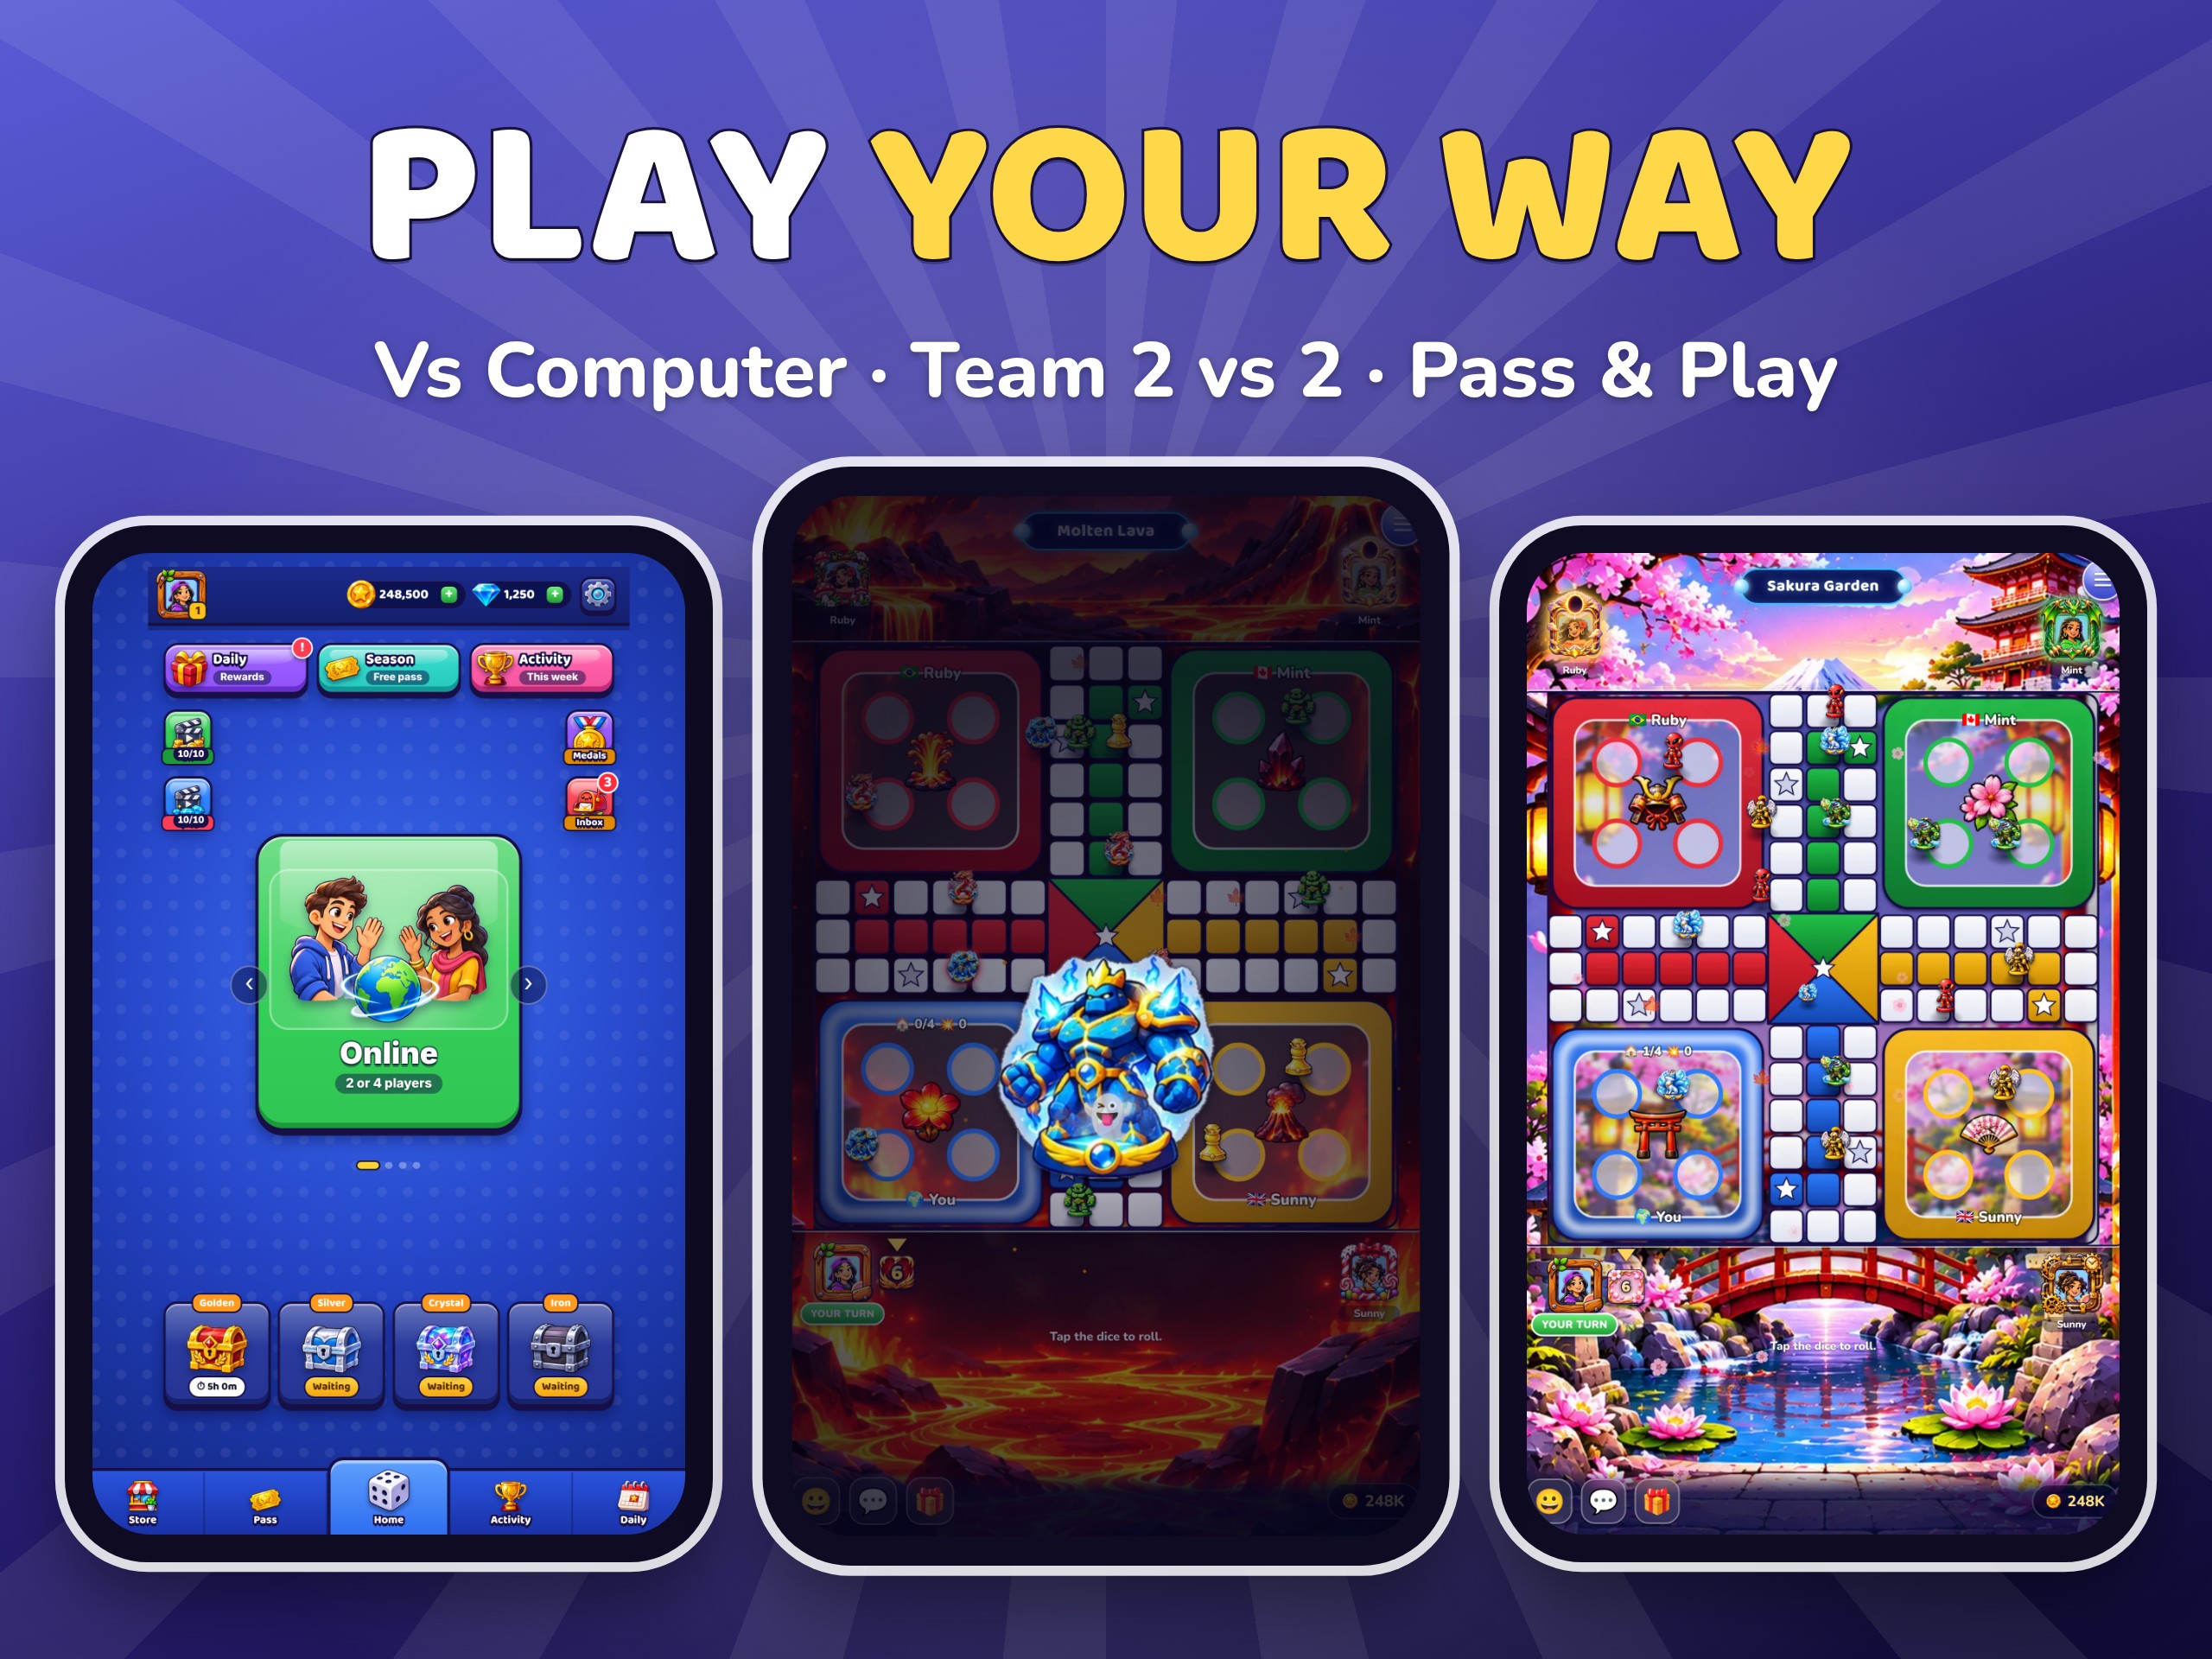 PLAY YOUR WAY
Vs Computer · Team 2 vs 2 · Pass & Play
1
248,500
1,250
Daily
Rewards
!
Season
Free pass
Activity
This week
10/10
Medals
10/10
3
Inbox
Online
2 or 4 players
Golden
Silver
Crystal
Iron
5h 0m
Waiting
Waiting
Waiting
Store
Pass
Home
Activity
Daily
Molten Lava
Ruby
Mint
Ruby
Mint
0/4 0
You
Sunny
6
YOUR TURN
Sunny
Tap the dice to roll.
248K
Sakura Garden
Ruby
Mint
Ruby
Mint
1/4 0
You
Sunny
6
YOUR TURN
Sunny
Tap the dice to roll.
248K